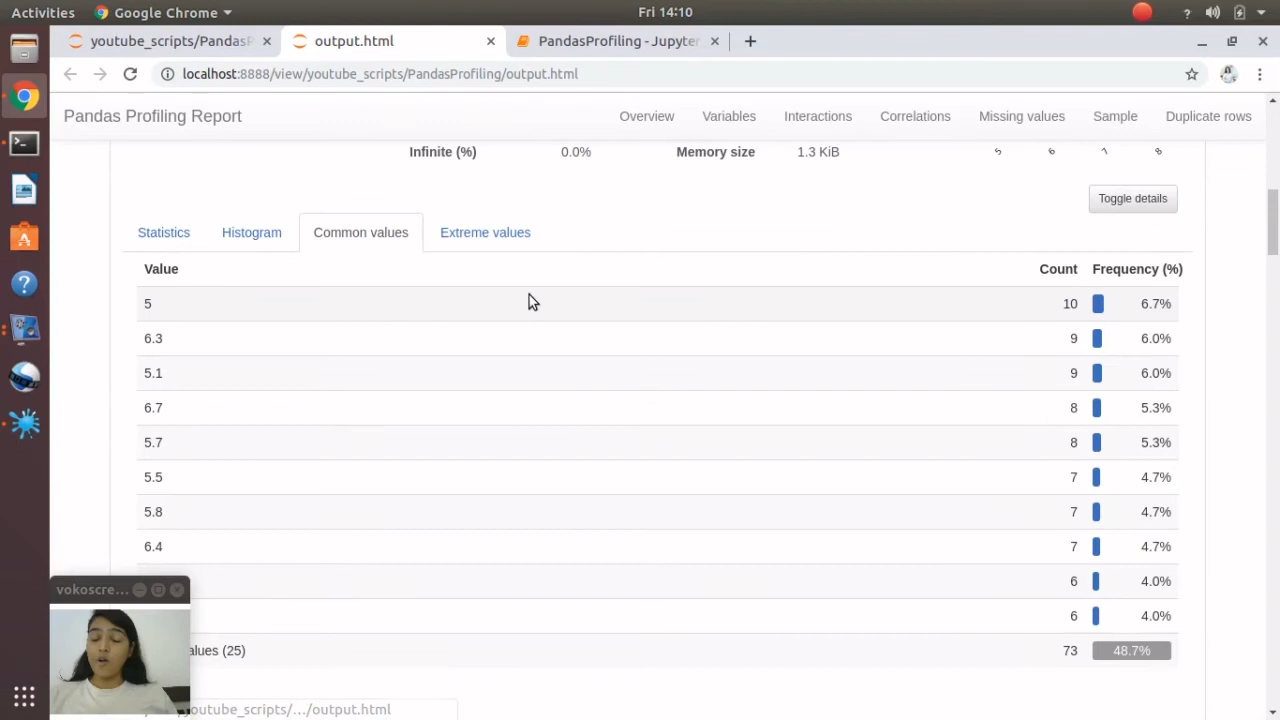 Activities Google Chrome Fri 14:10
youtube_scripts/PandasP output.html PandasProfiling - Jupyter
localhost:8888/view/youtube_scripts/PandasProfiling/output.html
Pandas Profiling Report Overview Variables Interactions Correlations Missing values Sample Duplicate rows
Infinite (%) 0.0% Memory size 1.3 KiB 5 6 7 8
Toggle details
Statistics Histogram Common values Extreme values
Value Count Frequency (%)
5 10 6.7%
6.3 9 6.0%
5.1 9 6.0%
6.7 8 5.3%
5.7 8 5.3%
5.5 7 4.7%
5.8 7 4.7%
6.4 7 4.7%
vokoscre...
6 4.0%
6 4.0%
alues (25) 73 48.7%
youtube_scripts/.../output.html